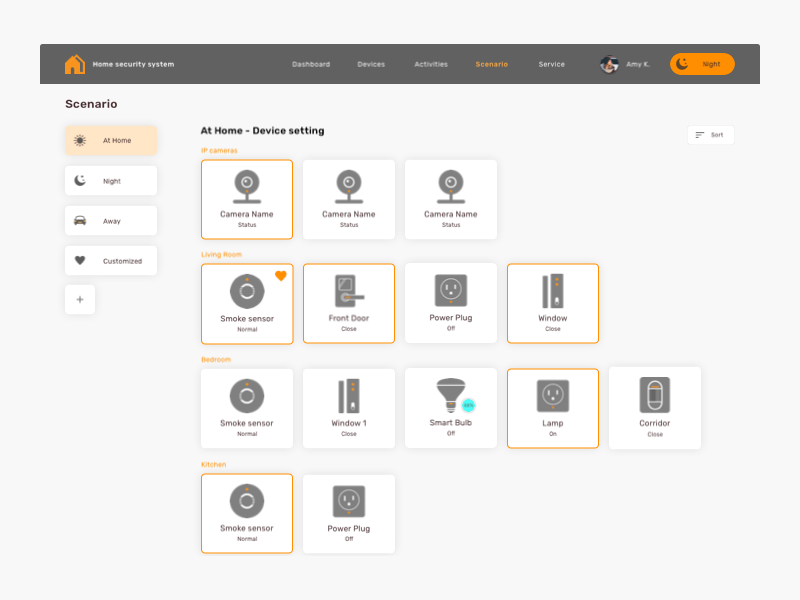 Home security system
Dashboard
Devices
Activities
Scenario
Service
Amy K.
Night
Scenario
At Home
Night
Away
Customized
+
At Home - Device setting
Sort
IP cameras
Camera Name
Status
Camera Name
Status
Camera Name
Status
Living Room
Smoke sensor
Normal
Front Door
Close
Power Plug
Off
Window
Close
Bedroom
Smoke sensor
Normal
Window 1
Close
Smart Bulb
Off
Lamp
On
Corridor
Close
Kitchen
Smoke sensor
Normal
Power Plug
Off